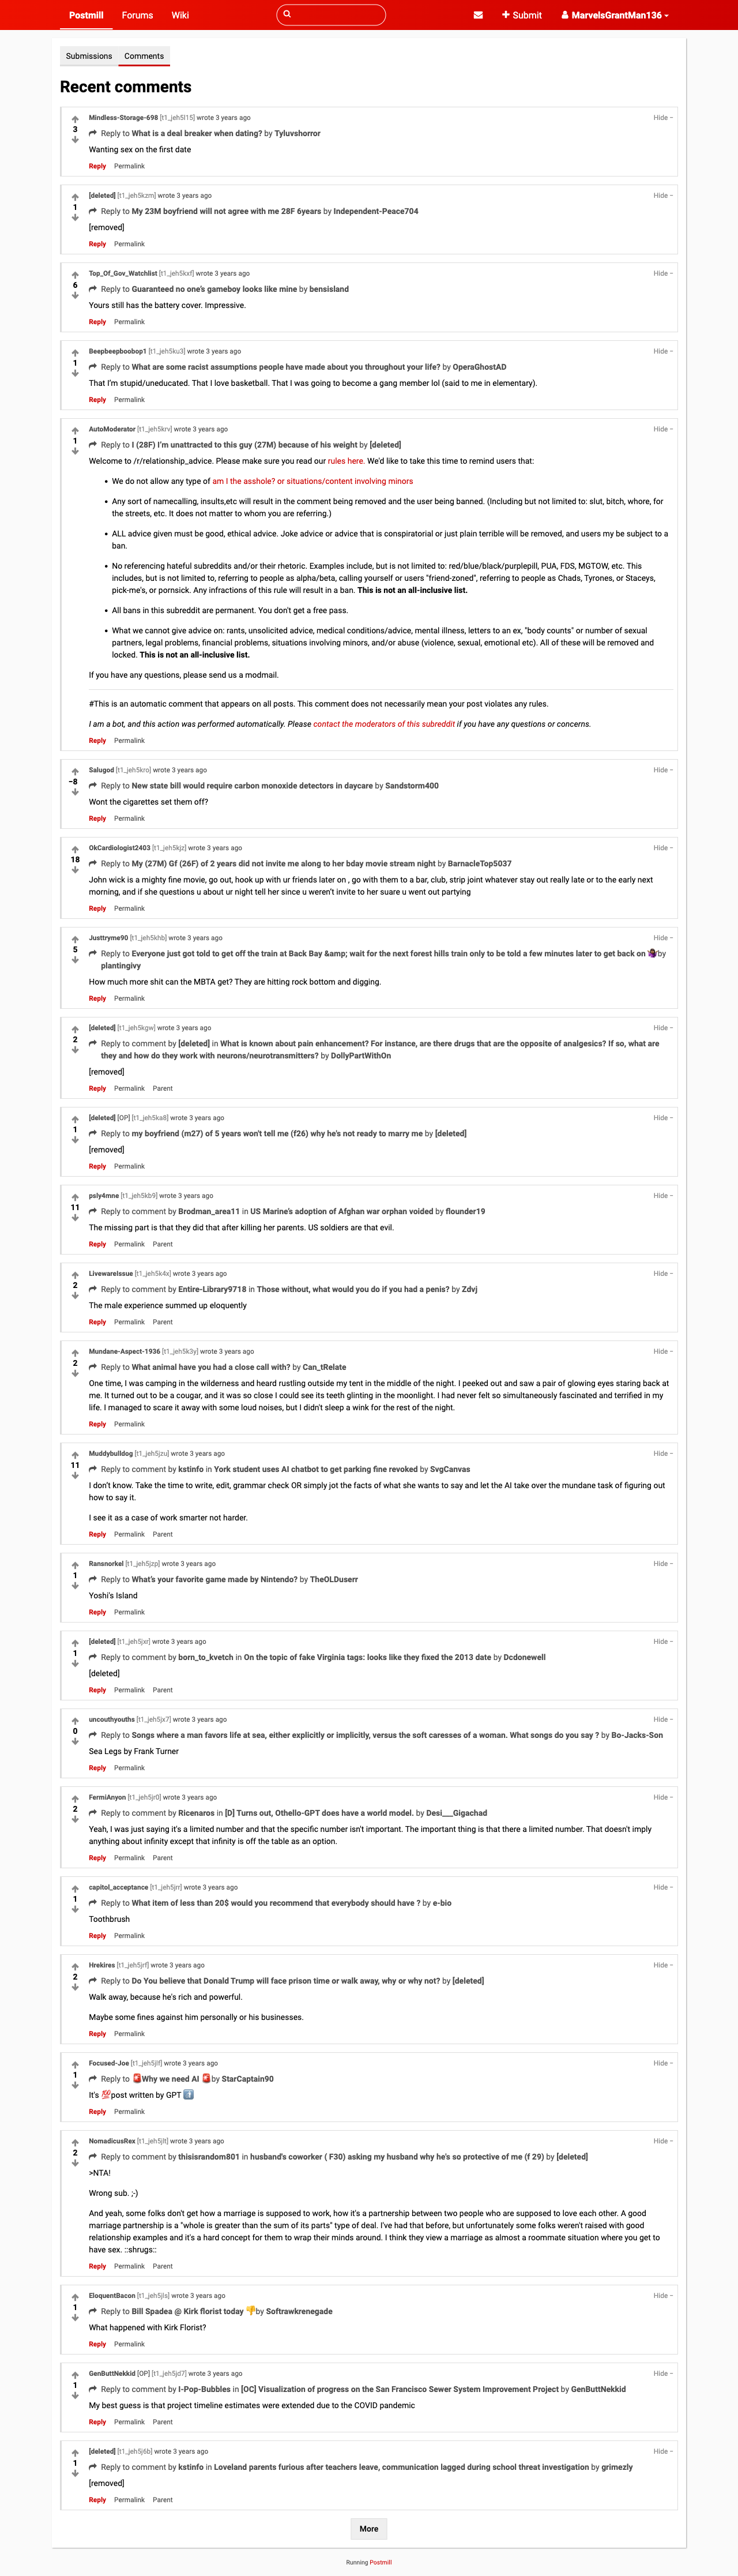 Postmill Forums Wiki Submit MarvelsGrantMan136
Submissions Comments
Recent comments
Mindless-Storage-698 [t1_jeh5l15] wrote 3 years ago Hide –
3
Reply to What is a deal breaker when dating? by Tyluvshorror
Wanting sex on the first date
Reply Permalink
[deleted] [t1_jeh5kzm] wrote 3 years ago Hide –
1
Reply to My 23M boyfriend will not agree with me 28F 6years by Independent-Peace704
[removed]
Reply Permalink
Top_Of_Gov_Watchlist [t1_jeh5kxf] wrote 3 years ago Hide –
6
Reply to Guaranteed no one's gameboy looks like mine by bensisland
Yours still has the battery cover. Impressive.
Reply Permalink
Beepbeepboobop1 [t1_jeh5ku3] wrote 3 years ago Hide –
1
Reply to What are some racist assumptions people have made about you throughout your life? by OperaGhostAD
That I'm stupid/uneducated. That I love basketball. That I was going to become a gang member lol (said to me in elementary).
Reply Permalink
AutoModerator [t1_jeh5krv] wrote 3 years ago Hide –
1
Reply to I (28F) I'm unattracted to this guy (27M) because of his weight by [deleted]
Welcome to /r/relationship_advice. Please make sure you read our rules here. We'd like to take this time to remind users that:
• We do not allow any type of am I the asshole? or situations/content involving minors
• Any sort of namecalling, insults,etc will result in the comment being removed and the user being banned. (Including but not limited to: slut, bitch, whore, for
the streets, etc. It does not matter to whom you are referring.)
• ALL advice given must be good, ethical advice. Joke advice or advice that is conspiratorial or just plain terrible will be removed, and users my be subject to a
ban.
• No referencing hateful subreddits and/or their rhetoric. Examples include, but is not limited to: red/blue/black/purplepill, PUA, FDS, MGTOW, etc. This
includes, but is not limited to, referring to people as alpha/beta, calling yourself or users "friend-zoned", referring to people as Chads, Tyrones, or Staceys,
pick-me's, or pornsick. Any infractions of this rule will result in a ban. This is not an all-inclusive list.
• All bans in this subreddit are permanent. You don't get a free pass.
• What we cannot give advice on: rants, unsolicited advice, medical conditions/advice, mental illness, letters to an ex, "body counts" or number of sexual
partners, legal problems, financial problems, situations involving minors, and/or abuse (violence, sexual, emotional etc). All of these will be removed and
locked. This is not an all-inclusive list.
If you have any questions, please send us a modmail.
#This is an automatic comment that appears on all posts. This comment does not necessarily mean your post violates any rules.
I am a bot, and this action was performed automatically. Please contact the moderators of this subreddit if you have any questions or concerns.
Reply Permalink
Salugod [t1_jeh5kro] wrote 3 years ago Hide –
−8
Reply to New state bill would require carbon monoxide detectors in daycare by Sandstorm400
Wont the cigarettes set them off?
Reply Permalink
OkCardiologist2403 [t1_jeh5kjz] wrote 3 years ago Hide –
18
Reply to My (27M) Gf (26F) of 2 years did not invite me along to her bday movie stream night by BarnacleTop5037
John wick is a mighty fine movie, go out, hook up with ur friends later on , go with them to a bar, club, strip joint whatever stay out really late or to the early next
morning, and if she questions u about ur night tell her since u weren't invite to her suare u went out partying
Reply Permalink
Justtryme90 [t1_jeh5khb] wrote 3 years ago Hide –
5
Reply to Everyone just got told to get off the train at Back Bay &amp; wait for the next forest hills train only to be told a few minutes later to get back on by
plantingivy
How much more shit can the MBTA get? They are hitting rock bottom and digging.
Reply Permalink
[deleted] [t1_jeh5kgw] wrote 3 years ago Hide –
2
Reply to comment by [deleted] in What is known about pain enhancement? For instance, are there drugs that are the opposite of analgesics? If so, what are
they and how do they work with neurons/neurotransmitters? by DollyPartWithOn
[removed]
Reply Permalink Parent
[deleted] [OP] [t1_jeh5ka8] wrote 3 years ago Hide –
1
Reply to my boyfriend (m27) of 5 years won't tell me (f26) why he's not ready to marry me by [deleted]
[removed]
Reply Permalink
psly4mne [t1_jeh5kb9] wrote 3 years ago Hide –
11
Reply to comment by Brodman_area11 in US Marine's adoption of Afghan war orphan voided by flounder19
The missing part is that they did that after killing her parents. US soldiers are that evil.
Reply Permalink Parent
LivewareIssue [t1_jeh5k4x] wrote 3 years ago Hide –
2
Reply to comment by Entire-Library9718 in Those without, what would you do if you had a penis? by Zdvj
The male experience summed up eloquently
Reply Permalink Parent
Mundane-Aspect-1936 [t1_jeh5k3y] wrote 3 years ago Hide –
2
Reply to What animal have you had a close call with? by Can_tRelate
One time, I was camping in the wilderness and heard rustling outside my tent in the middle of the night. I peeked out and saw a pair of glowing eyes staring back at
me. It turned out to be a cougar, and it was so close I could see its teeth glinting in the moonlight. I had never felt so simultaneously fascinated and terrified in my
life. I managed to scare it away with some loud noises, but I didn't sleep a wink for the rest of the night.
Reply Permalink
Muddybulldog [t1_jeh5jzu] wrote 3 years ago Hide –
11
Reply to comment by kstinfo in York student uses AI chatbot to get parking fine revoked by SvgCanvas
I don't know. Take the time to write, edit, grammar check OR simply jot the facts of what she wants to say and let the AI take over the mundane task of figuring out
how to say it.
I see it as a case of work smarter not harder.
Reply Permalink Parent
Ransnorkel [t1_jeh5jzp] wrote 3 years ago Hide –
1
Reply to What's your favorite game made by Nintendo? by TheOLDuserr
Yoshi's Island
Reply Permalink
[deleted] [t1_jeh5jxr] wrote 3 years ago Hide –
1
Reply to comment by born_to_kvetch in On the topic of fake Virginia tags: looks like they fixed the 2013 date by Dcdonewell
[deleted]
Reply Permalink Parent
uncouthyouths [t1_jeh5jx7] wrote 3 years ago Hide –
0
Reply to Songs where a man favors life at sea, either explicitly or implicitly, versus the soft caresses of a woman. What songs do you say ? by Bo-Jacks-Son
Sea Legs by Frank Turner
Reply Permalink
FermiAnyon [t1_jeh5jr0] wrote 3 years ago Hide –
2
Reply to comment by Ricenaros in [D] Turns out, Othello-GPT does have a world model. by Desi___Gigachad
Yeah, I was just saying it's a limited number and that the specific number isn't important. The important thing is that there a limited number. That doesn't imply
anything about infinity except that infinity is off the table as an option.
Reply Permalink Parent
capitol_acceptance [t1_jeh5jrr] wrote 3 years ago Hide –
1
Reply to What item of less than 20$ would you recommend that everybody should have ? by e-bio
Toothbrush
Reply Permalink
Hrekires [t1_jeh5jrf] wrote 3 years ago Hide –
2
Reply to Do You believe that Donald Trump will face prison time or walk away, why or why not? by [deleted]
Walk away, because he's rich and powerful.
Maybe some fines against him personally or his businesses.
Reply Permalink
Focused-Joe [t1_jeh5jlf] wrote 3 years ago Hide –
1
Reply to 🚨Why we need AI 🚨by StarCaptain90
It's 💯post written by GPT ⬆️
Reply Permalink
NomadicusRex [t1_jeh5jlt] wrote 3 years ago Hide –
2
Reply to comment by thisisrandom801 in husband's coworker ( F30) asking my husband why he's so protective of me (f 29) by [deleted]
>NTA!
Wrong sub. ;-)
And yeah, some folks don't get how a marriage is supposed to work, how it's a partnership between two people who are supposed to love each other. A good
marriage partnership is a "whole is greater than the sum of its parts" type of deal. I've had that before, but unfortunately some folks weren't raised with good
relationship examples and it's a hard concept for them to wrap their minds around. I think they view a marriage as almost a roommate situation where you get to
have sex. ::shrugs::
Reply Permalink Parent
EloquentBacon [t1_jeh5jls] wrote 3 years ago Hide –
1
Reply to Bill Spadea @ Kirk florist today 👎by Softrawkrenegade
What happened with Kirk Florist?
Reply Permalink
GenButtNekkid [OP] [t1_jeh5jd7] wrote 3 years ago Hide –
1
Reply to comment by I-Pop-Bubbles in [OC] Visualization of progress on the San Francisco Sewer System Improvement Project by GenButtNekkid
My best guess is that project timeline estimates were extended due to the COVID pandemic
Reply Permalink Parent
[deleted] [t1_jeh5j6b] wrote 3 years ago Hide –
1
Reply to comment by kstinfo in Loveland parents furious after teachers leave, communication lagged during school threat investigation by grimezly
[removed]
Reply Permalink Parent
More
Running Postmill